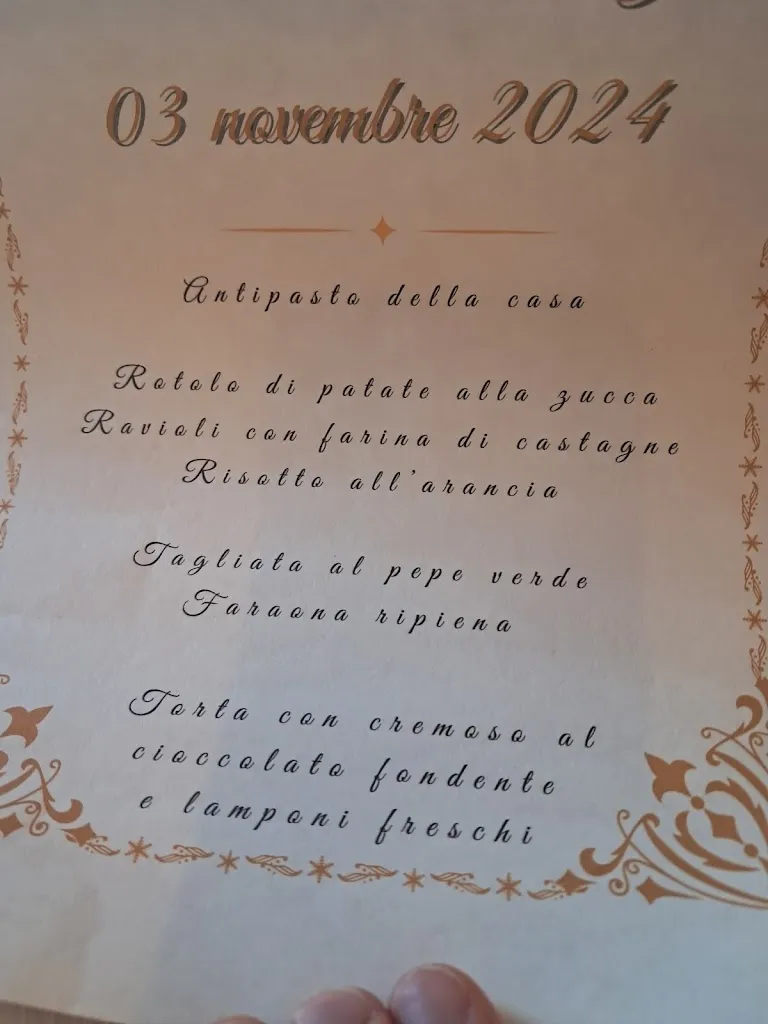 03 novembre 2024
Antipasto della casa
Rotolo di patate alla zucca
Ravioli con farina di castagne
Risotto all'arancia
Tagliata al pepe verde
Faraona ripiena
Torta con cremoso al
cioccolato fondente
e lamponi freschi